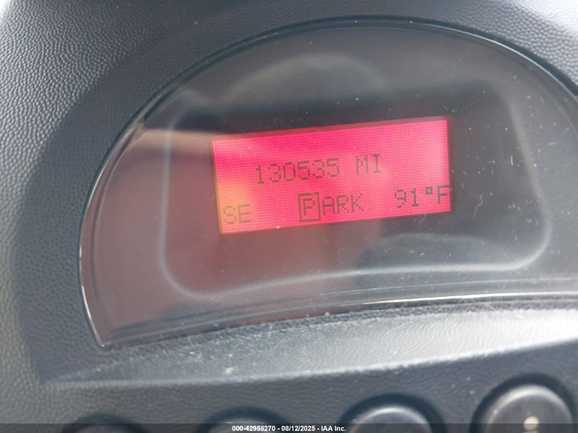 130535 MI
SE PARK 91°F
000-42958270 - 08/12/2025 - IAA Inc